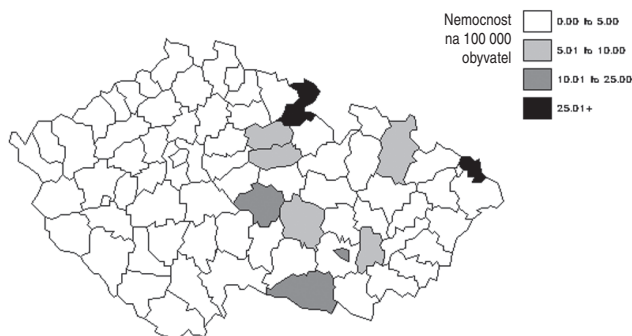 Nemocnost
na 100 000
obyvatel
0.00 to 5.00
5.01 to 10.00
10.01 to 25.00
25.01+